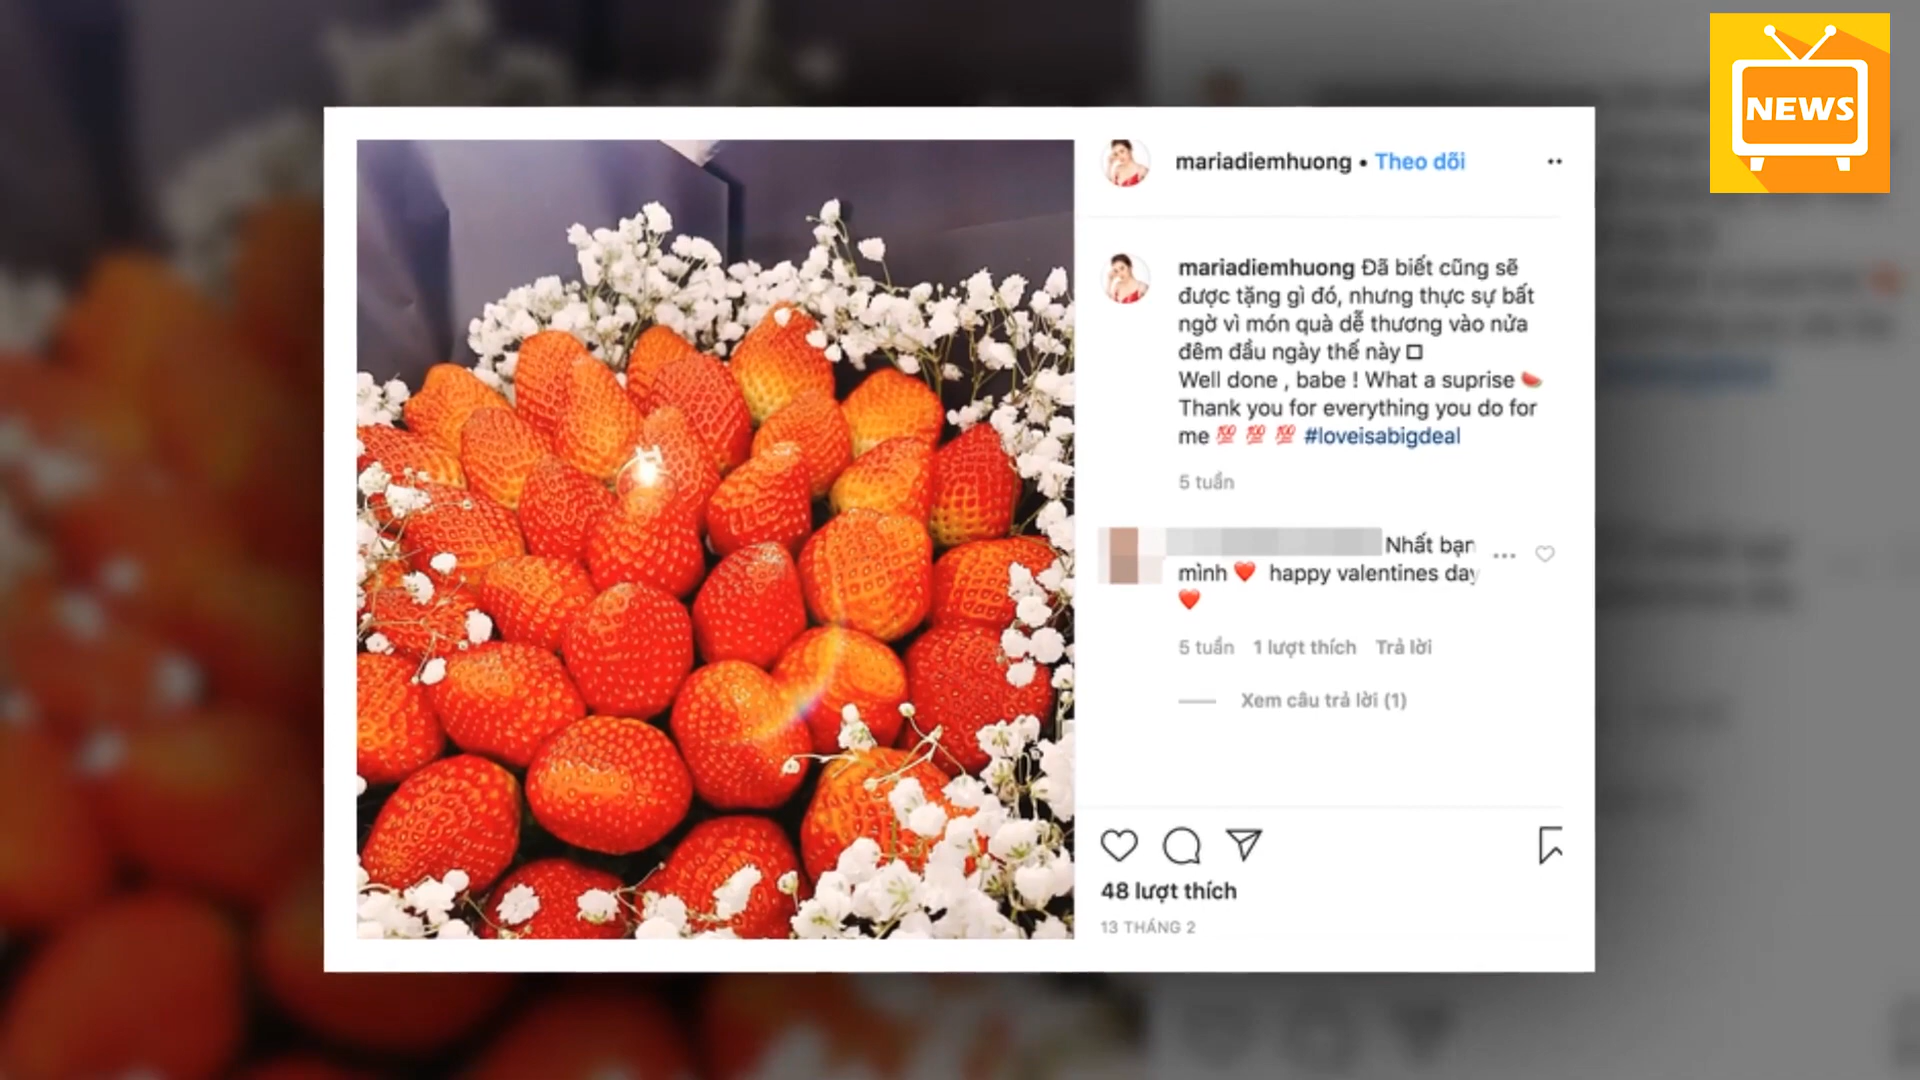 NEWS
mariadiemhuong • Theo dõi
mariadiemhuong Đã biết cũng sẽ
được tặng gì đó, nhưng thực sự bất
ngờ vì món quà dễ thương vào nửa
đêm đầu ngày thế này
Well done , babe ! What a suprise 🍉
Thank you for everything you do for
me 💯 💯 💯 #loveisabigdeal
5 tuần
Nhất bạn
mình ❤️ happy valentines day
❤️
5 tuần 1 lượt thích Trả lời
Xem câu trả lời (1)
48 lượt thích
13 THÁNG 2